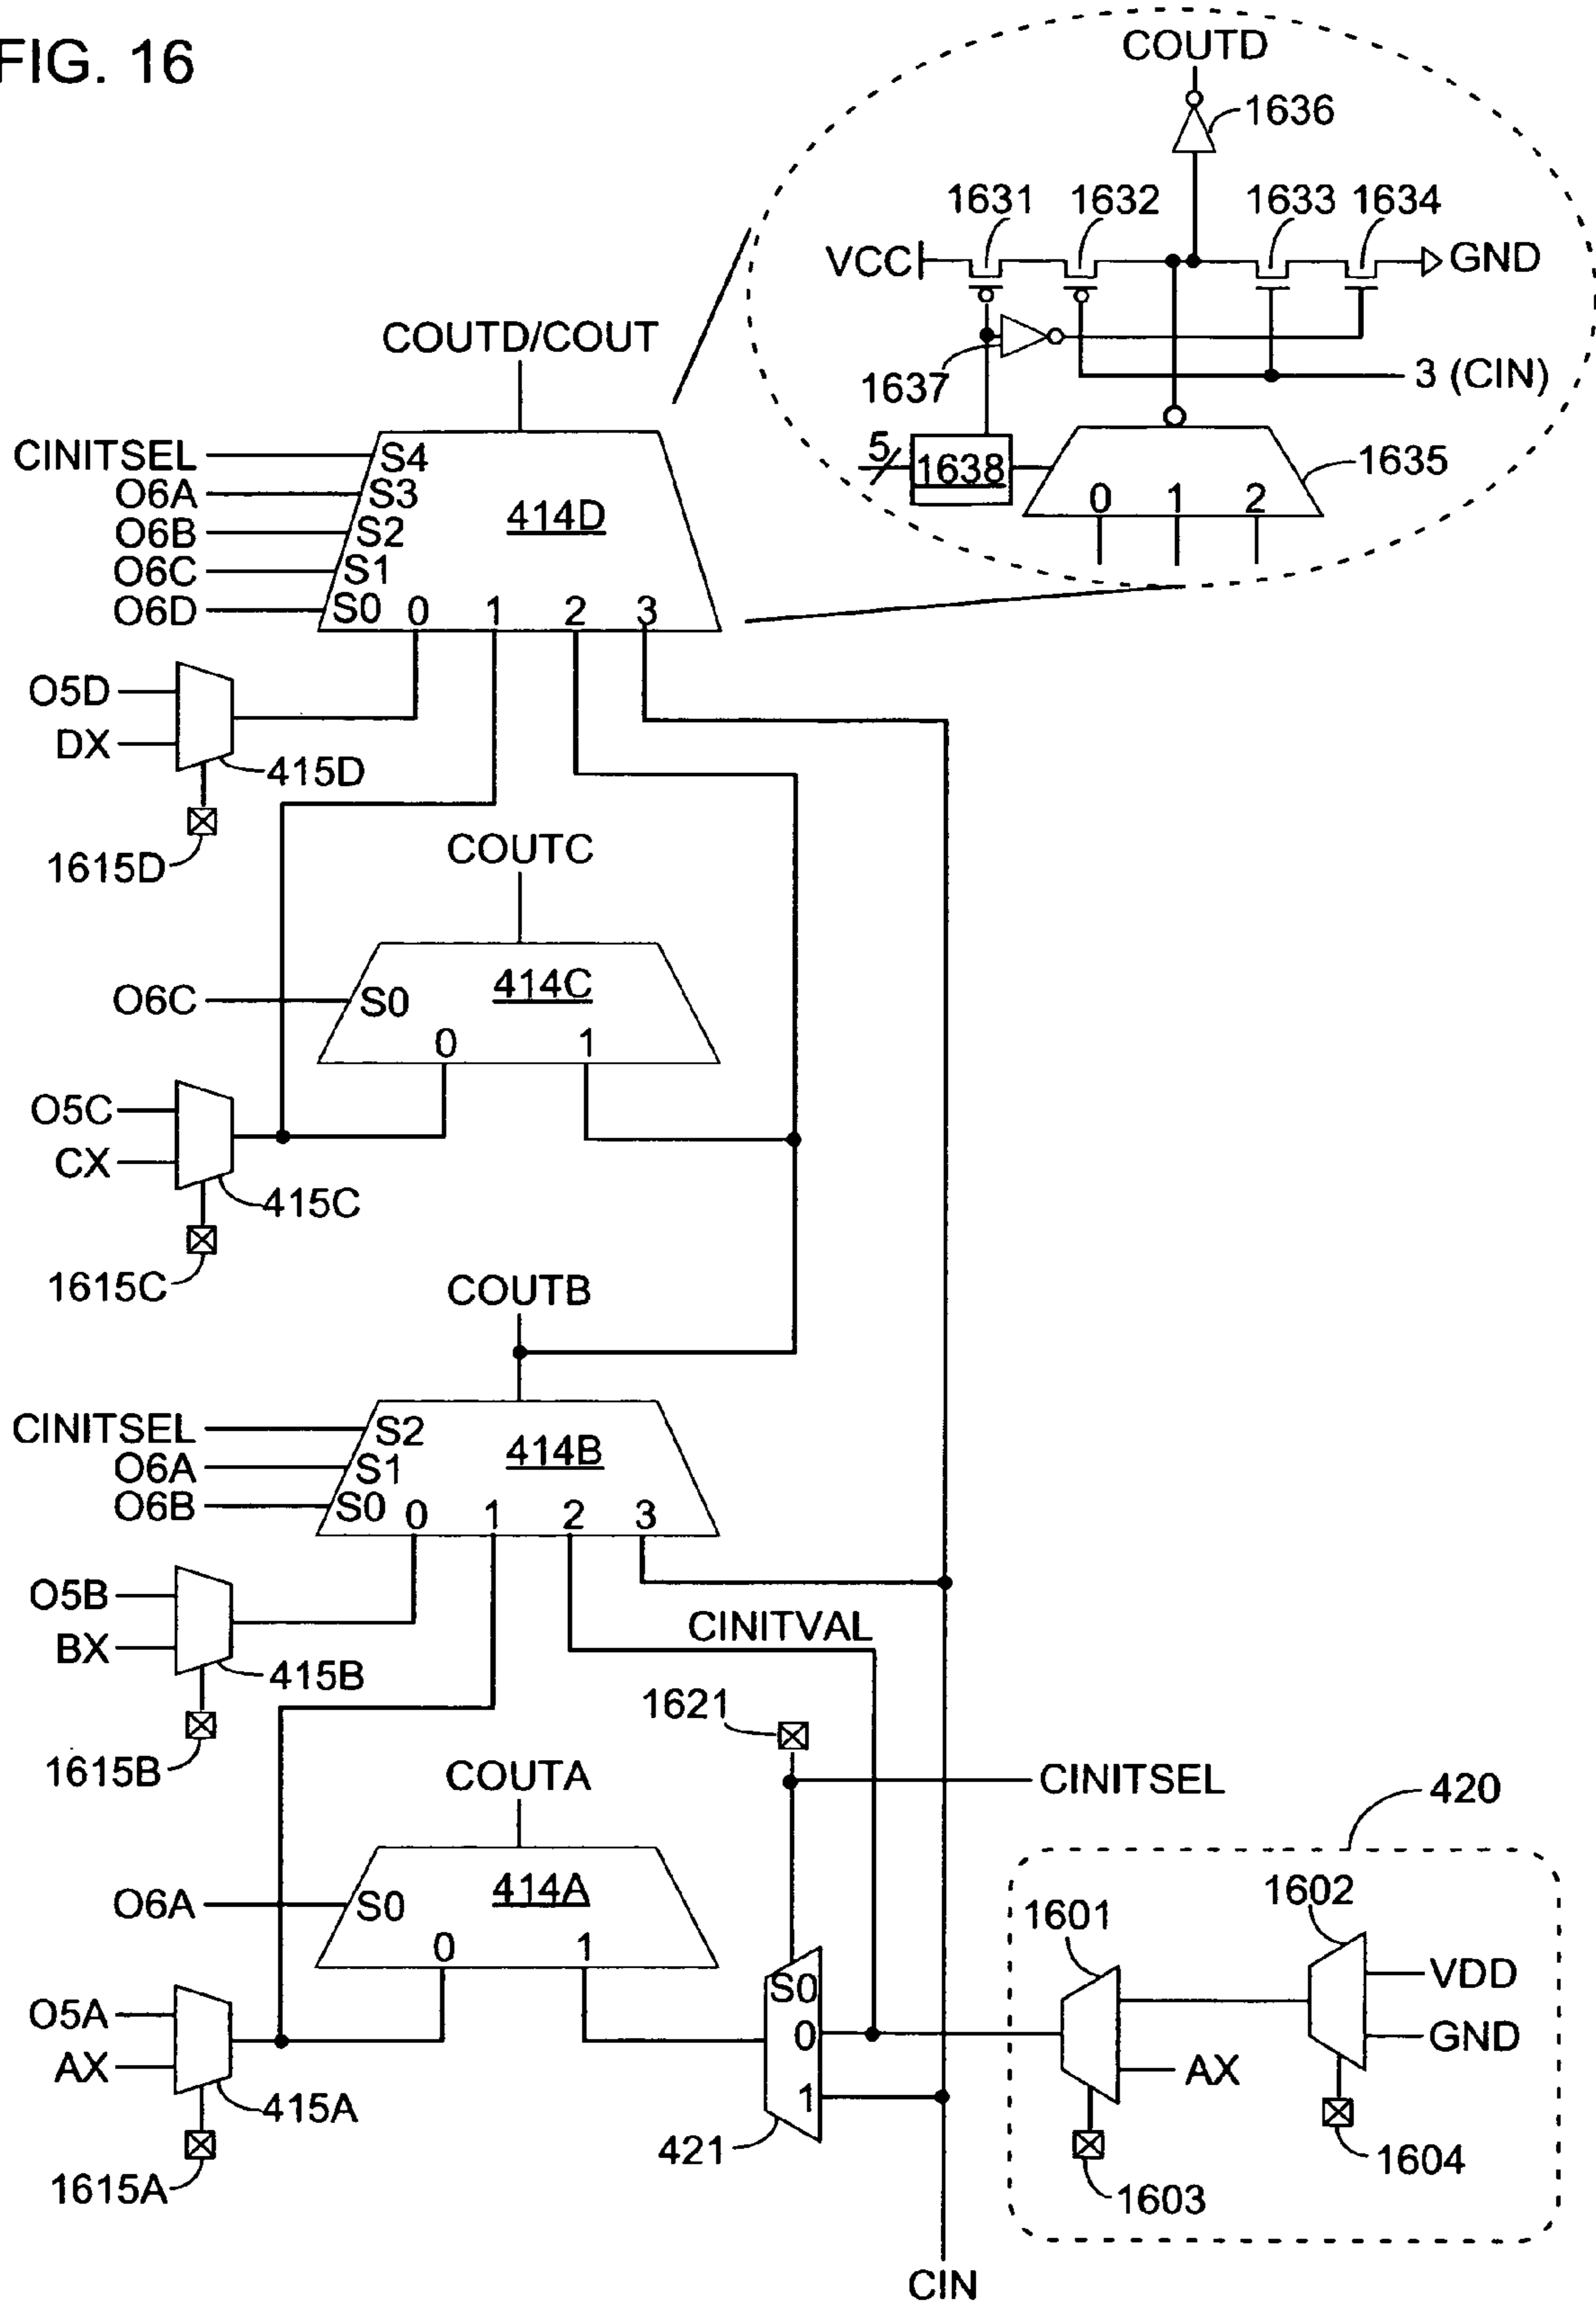 FIG. 16
COUTD
1636
1631 1632 1633 1634
VCC GND
1637
3 (CIN)
5
1638
1635
0 1 2
COUTD/COUT
CINITSEL S4
O6A S3
O6B S2
O6C S1
O6D S0
414D
0 1 2 3
O5D
DX
415D
1615D
COUTC
O6C S0
414C
0 1
O5C
CX
415C
1615C
COUTB
CINITSEL S2
O6A S1
O6B S0
414B
0 1 2 3
O5B
BX
415B
1615B
CINITVAL
1621
CINITSEL
COUTA
O6A S0
414A
0 1
O5A
AX
415A
1615A
S0
0
1
421
420
1601
1602
VDD
GND
AX
1603
1604
CIN